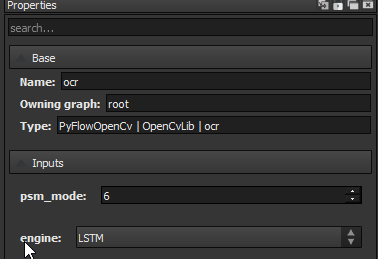 Properties
search...
Base
Name: ocr
Owning graph: root
Type: PyFlowOpenCv | OpenCvLib | ocr
Inputs
psm_mode: 6
engine: LSTM